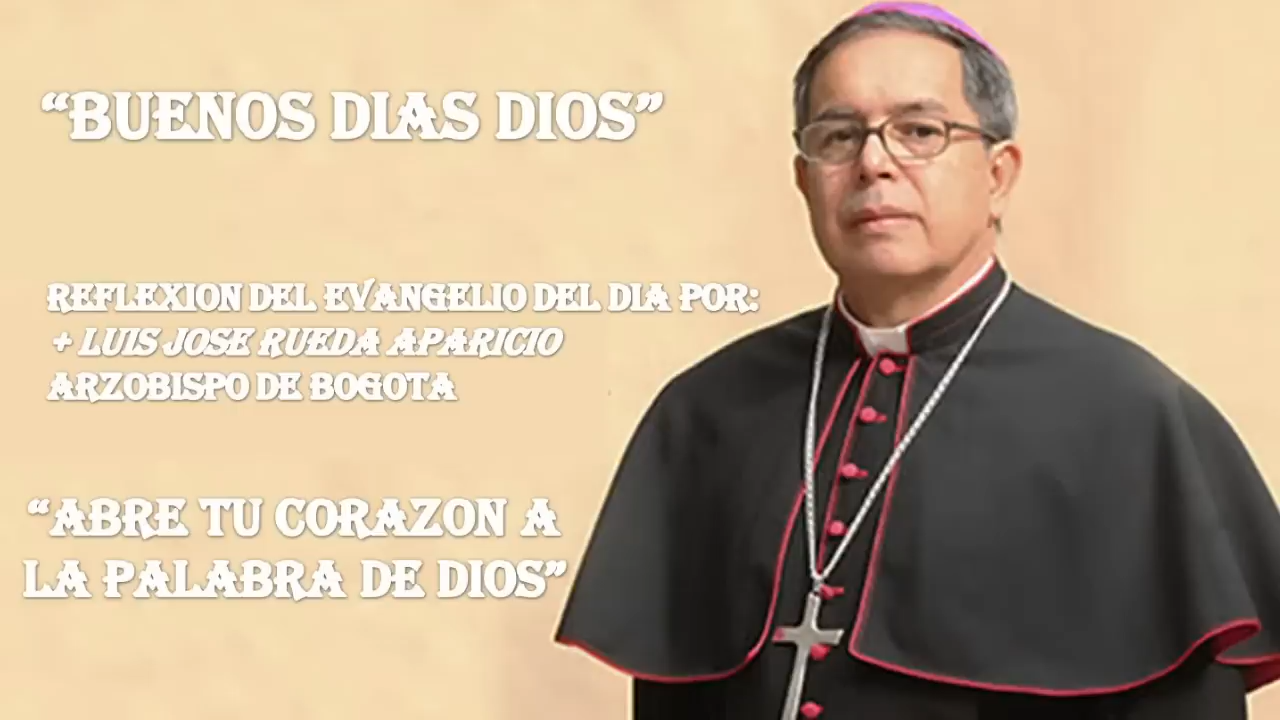 “BUENOS DIAS DIOS”
REFLEXION DEL EVANGELIO DEL DIA POR:
+ LUIS JOSE RUEDA APARICIO
ARZOBISPO DE BOGOTA
“ABRE TU CORAZON A
LA PALABRA DE DIOS”